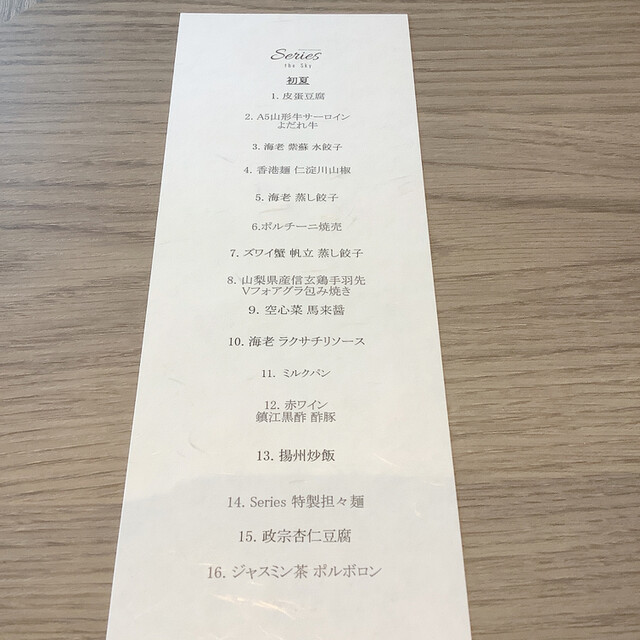 Series
the Sky
初夏
1. 皮蛋豆腐
2. A5山形牛サーロイン
よだれ牛
3. 海老 紫蘇 水餃子
4. 香港麺 仁淀川山椒
5. 海老 蒸し餃子
6.ポルチーニ焼売
7. ズワイ蟹 帆立 蒸し餃子
8. 山梨県産信玄鶏手羽先
Vフォアグラ包み焼き
9. 空心菜 馬来醤
10. 海老 ラクサチリソース
11. ミルクパン
12. 赤ワイン
鎮江黒酢 酢豚
13. 揚州炒飯
14. Series 特製担々麺
15. 政宗杏仁豆腐
16. ジャスミン茶 ポルボロン